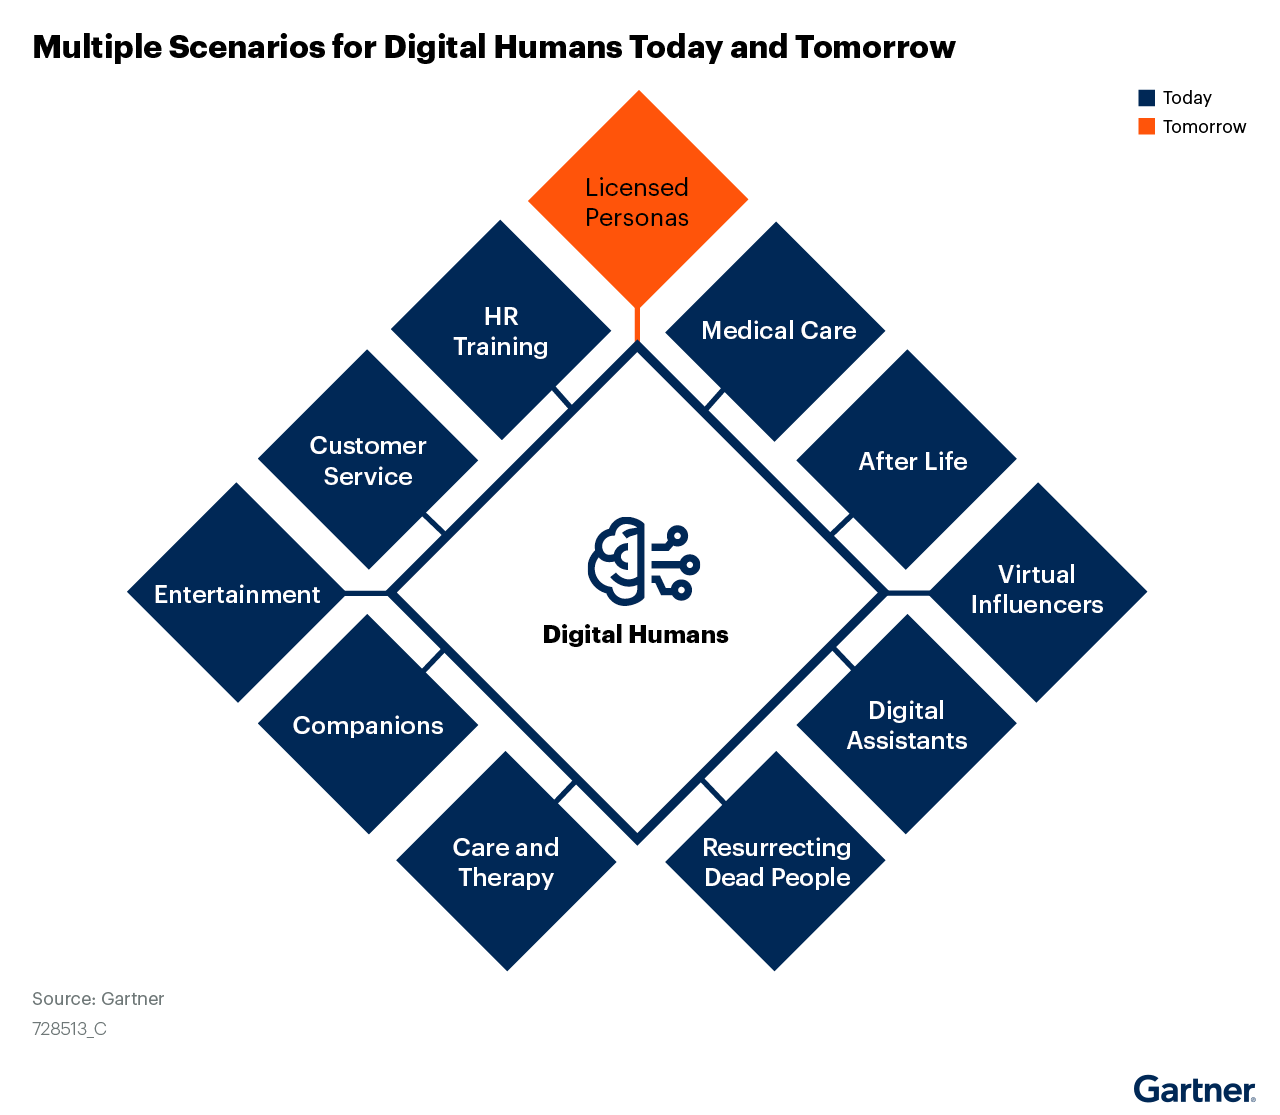 Multiple Scenarios for Digital Humans Today and Tomorrow
Today
Tomorrow
Licensed
Personas
HR
Training
Medical Care
Customer
Service
After Life
Entertainment
Virtual
Influencers
Digital Humans
Companions
Digital
Assistants
Care and
Therapy
Resurrecting
Dead People
Source: Gartner
728513_C
Gartner®